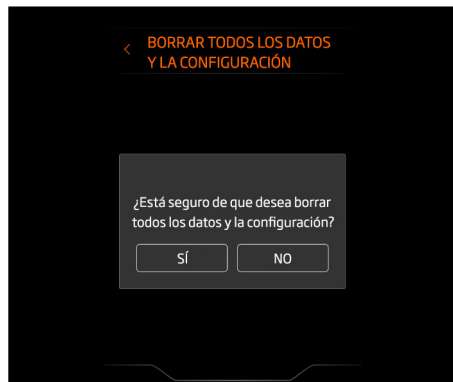 BORRAR TODOS LOS DATOS
Y LA CONFIGURACIÓN
¿Está seguro de que desea borrar
todos los datos y la configuración?
SÍ
NO